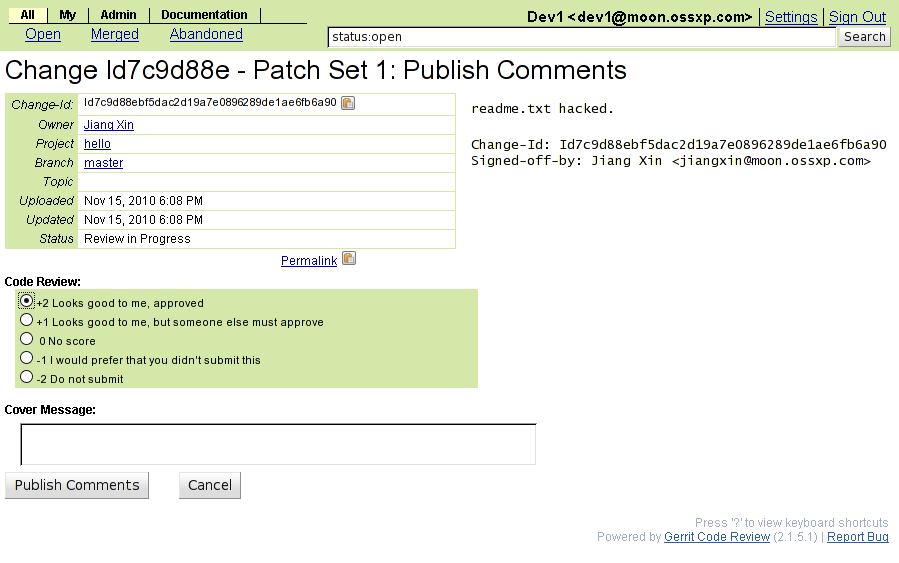 All My Admin Documentation
Dev1 <dev1@moon.ossxp.com> Settings Sign Out
Open Merged Abandoned
status:open Search
Change Id7c9d88e - Patch Set 1: Publish Comments
Change-Id: Id7c9d88ebf5dac2d19a7e0896289de1ae6fb6a90
Owner Jiang Xin
Project hello
Branch master
Topic
Uploaded Nov 15, 2010 6:08 PM
Updated Nov 15, 2010 6:08 PM
Status Review in Progress
Permalink
readme.txt hacked.
Change-Id: Id7c9d88ebf5dac2d19a7e0896289de1ae6fb6a90
Signed-off-by: Jiang Xin <jiangxin@moon.ossxp.com>
Code Review:
+2 Looks good to me, approved
+1 Looks good to me, but someone else must approve
0 No score
-1 I would prefer that you didn't submit this
-2 Do not submit
Cover Message:
Publish Comments Cancel
Press '?' to view keyboard shortcuts
Powered by Gerrit Code Review (2.1.5.1) | Report Bug